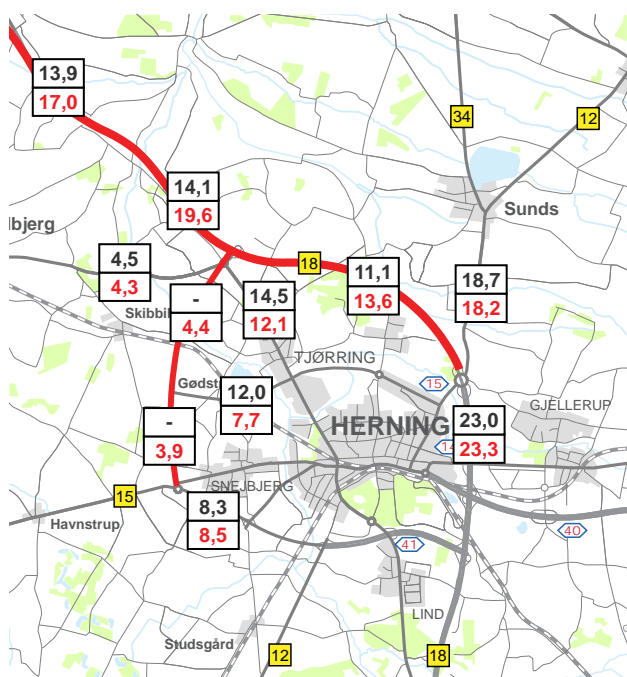 13,9
17,0
34
12
14,1
19,6
Sunds
lbjerg
4,5
4,3
18
11,1
13,6
18,7
18,2
-
4,4
14,5
12,1
Skibbil
TJØRRING
15
Gødst
12,0
7,7
GJELLERUP
HERNING
23,0
23,3
14
-
3,9
SNEJBJERG
15
8,3
8,5
Havnstrup
40
41
LIND
Studsgård
12
18